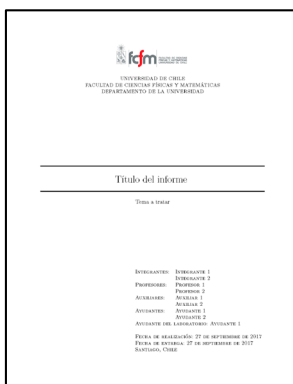 fcfm
UNIVERSIDAD DE CHILE
FACULTAD DE CIENCIAS FÍSICAS Y MATEMÁTICAS
DEPARTAMENTO DE LA UNIVERSIDAD
Título del informe
Tema a tratar
INTEGRANTES: INTEGRANTE 1
INTEGRANTE 2
PROFESORES: PROFESOR 1
PROFESOR 2
AUXILIARES: AUXILIAR 1
AUXILIAR 2
AYUDANTES: AYUDANTE 1
AYUDANTE 2
AYUDANTE DEL LABORATORIO: AYUDANTE 1
FECHA DE REALIZACIÓN: 27 DE SEPTIEMBRE DE 2017
FECHA DE ENTREGA: 27 DE SEPTIEMBRE DE 2017
SANTIAGO, CHILE